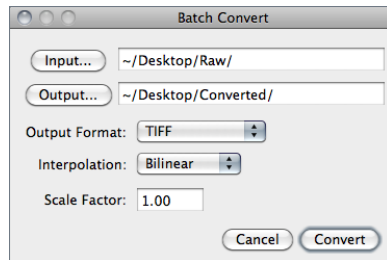 Batch Convert
Input... ~/Desktop/Raw/
Output... ~/Desktop/Converted/
Output Format: TIFF
Interpolation: Bilinear
Scale Factor: 1.00
Cancel Convert